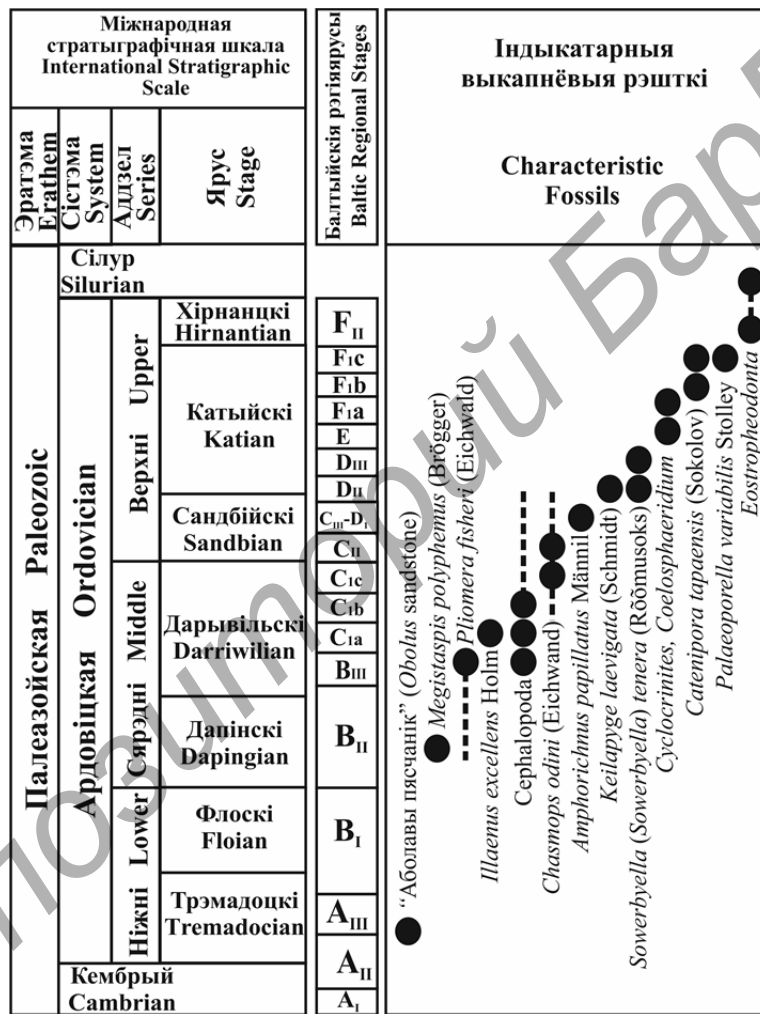 Міжнародная
стратыграфічная шкала
International Stratigraphic
Scale
Эратэма
Erathem
Сістэма
System
Аддзел
Series
Ярус
Stage
Балтыйскія рэгіяярусы
Baltic Regional Stages
Індыкатарныя
выкапнёвыя рэшткі
Characteristic
Fossils
Палеазойская Paleozoic
Сілур
Silurian
Ардовіцкая Ordovician
Кембрый
Cambrian
Верхні Upper
Сярэдні Middle
Ніжні Lower
Хірнанцкі
Hirnantian
Катыйскі
Katian
Сандбійскі
Sandbian
Дарывільскі
Darriwilian
Дапінскі
Dapingian
Флоскі
Floian
Трэмадоцкі
Tremadocian
FII
F1c
F1b
F1a
E
DIII
DII
CIII-DI
CII
C1c
C1b
C1a
BIII
BII
BI
AIII
AII
AI
“Аболавы пясчанік” (Obolus sandstone)
Megistaspis polyphemus (Brögger)
Pliomera fisheri (Eichwald)
Illaenus excellens Holm
Cephalopoda
Chasmops odini (Eichwand)
Amphorichnus papillatus Männil
Keilapyge laevigata (Schmidt)
Sowerbyella (Sowerbyella) tenera (Rõõmusoks)
Cyclocrinites, Coelosphaeridium
Catenipora tapaensis (Sokolov)
Palaeoporella variabilis Stolley
Eostropheodonta